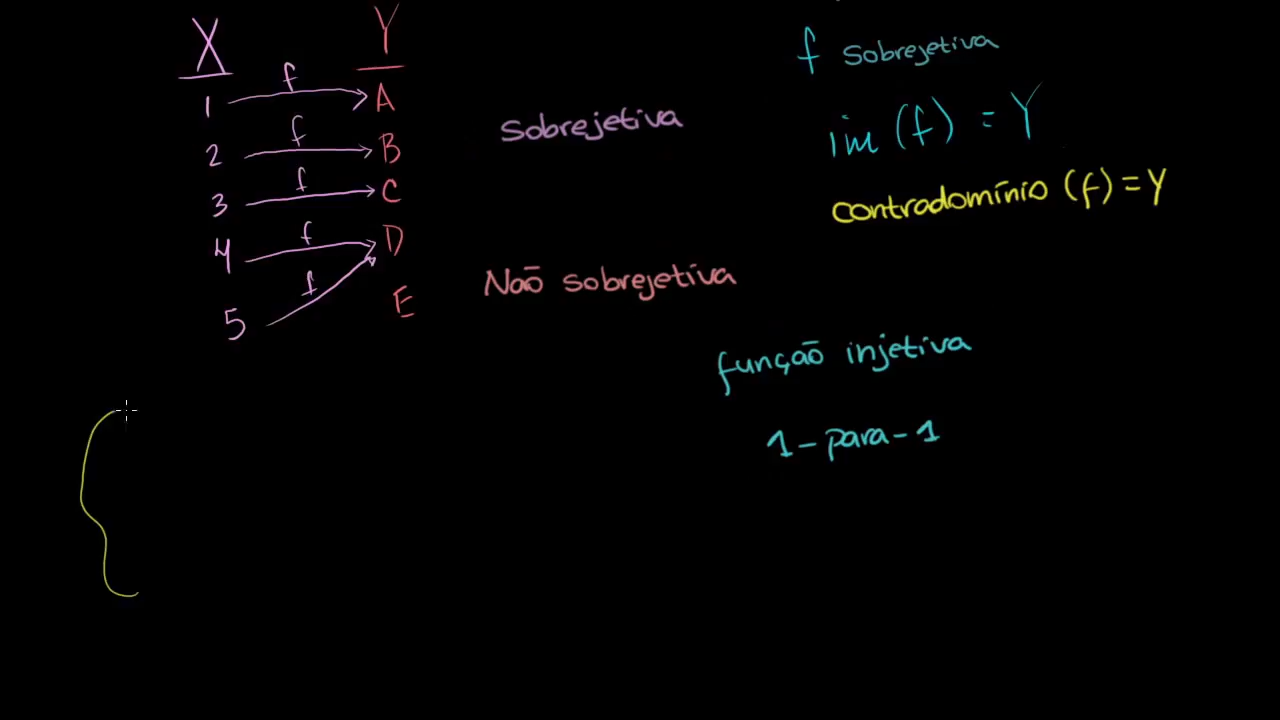 X Y
1 f A
2 f B
3 f C
4 f D
5 f E
Sobrejetiva
Não sobrejetiva
f Sobrejetiva
im (f) = Y
contradomínio (f) = Y
função injetiva
1 - para - 1